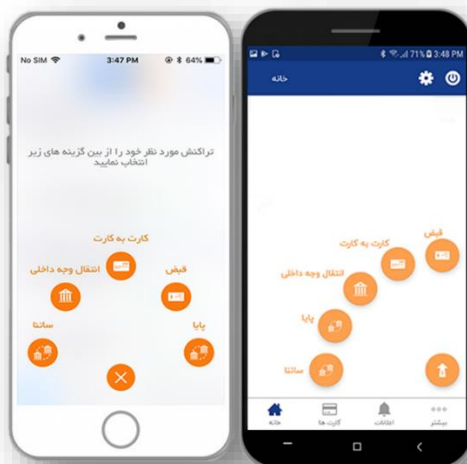 No SIM 3:47 PM 64%
تراکنش مورد نظر خود را از بین گزینه های زیر
انتخاب نمایید
کارت به کارت
انتقال وجه داخلی
قبض
ساتنا
پایا
71% 3:48 PM
خانه
قبض
کارت به کارت
انتقال وجه داخلی
پایا
ساتنا
خانه
کارت ها
اعلانات
بیشتر